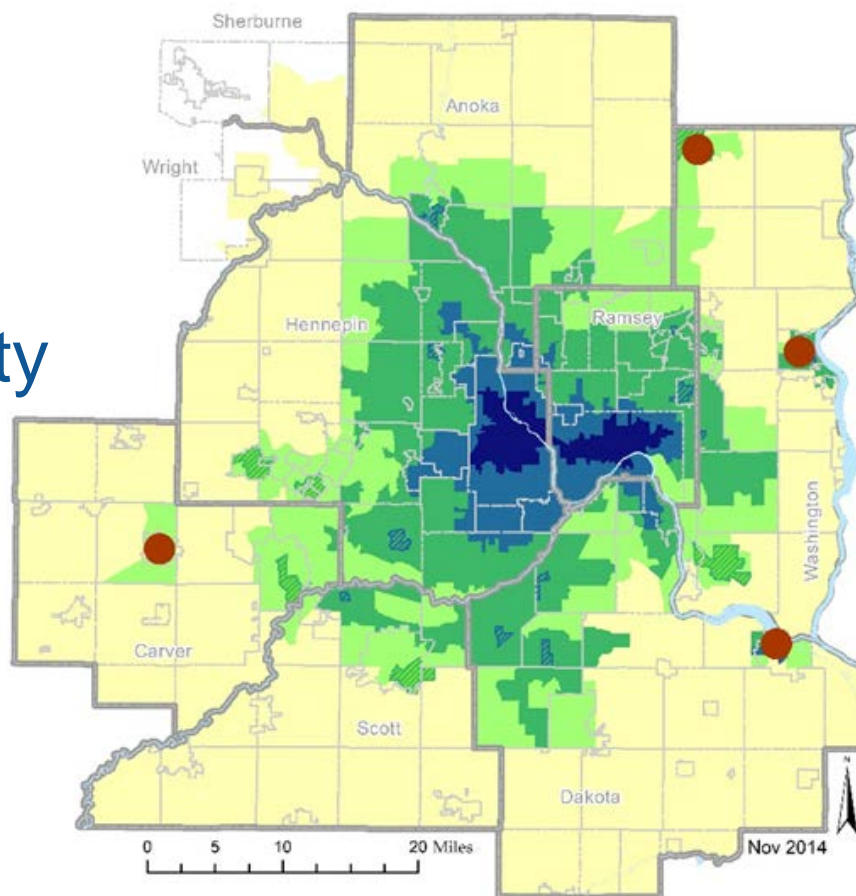 Sherburne
Anoka
Wright
Hennepin
Ramsey
ty
Washington
Carver
Scott
Dakota
N
0 5 10 20 Miles
Nov 2014